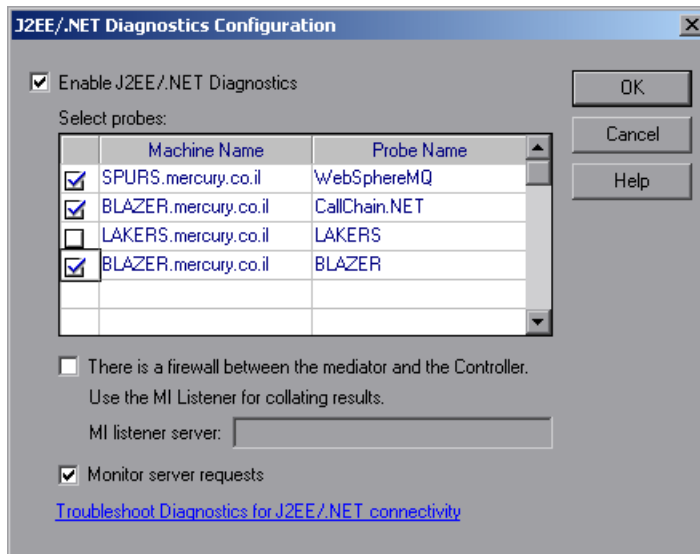 J2EE/.NET Diagnostics Configuration
Enable J2EE/.NET Diagnostics
OK
Select probes:
Cancel
Machine Name Probe Name
Help
SPURS.mercury.co.il WebSphereMQ
BLAZER.mercury.co.il CallChain.NET
LAKERS.mercury.co.il LAKERS
BLAZER.mercury.co.il BLAZER
There is a firewall between the mediator and the Controller.
Use the MI Listener for collating results.
MI listener server:
Monitor server requests
Troubleshoot Diagnostics for J2EE/.NET connectivity